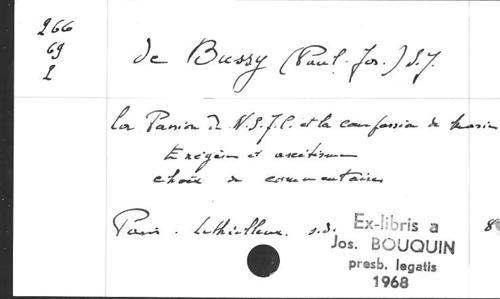 266
69
2
de Bussy (Paul-Jos.) S.J.
La Passion de N.S.J.C. et la compassion de Marie
Exégèse et ascétisme
choix de commentaires
Paris - Lethielleux. s.d. 8°
Ex-libris a
Jos. BOUQUIN
presb. legatis
1968